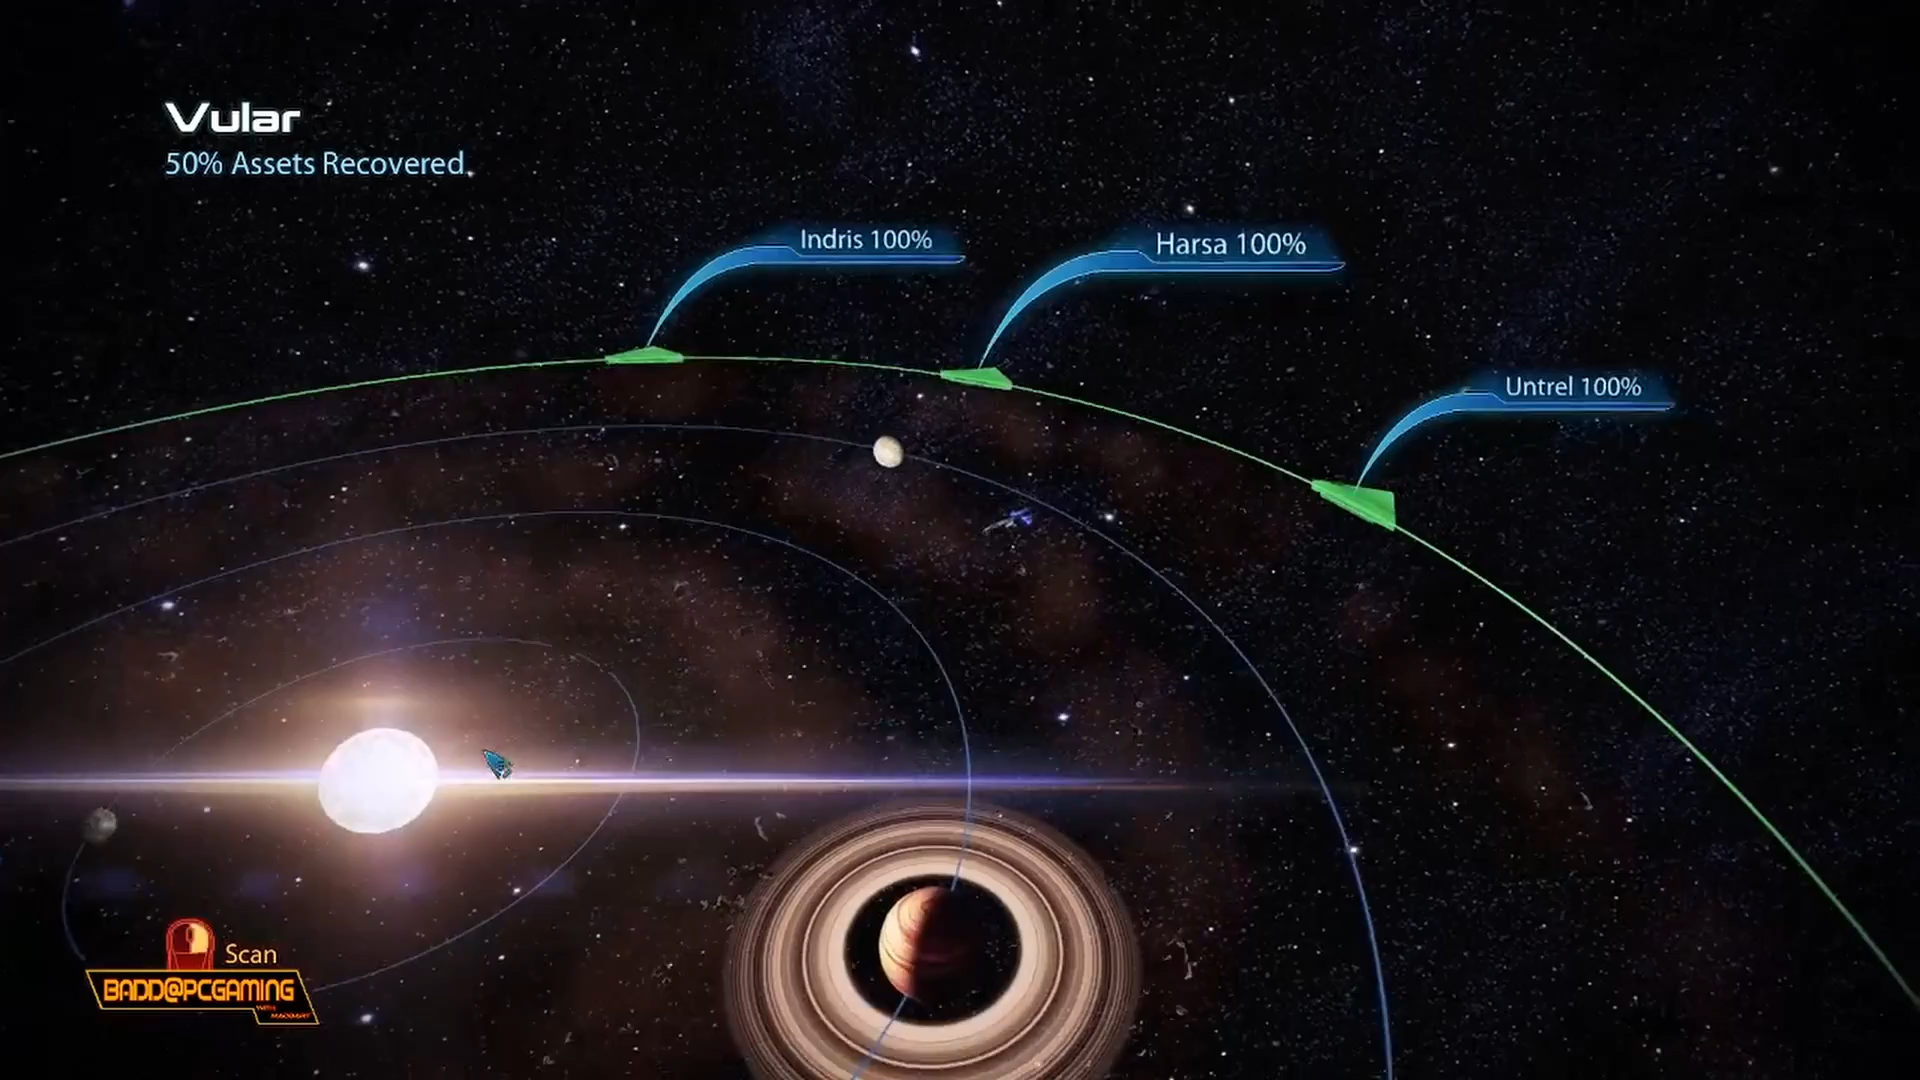 Vular
50% Assets Recovered.
Indris 100%
Harsa 100%
Untrel 100%
Scan
BADD@PCGAMING